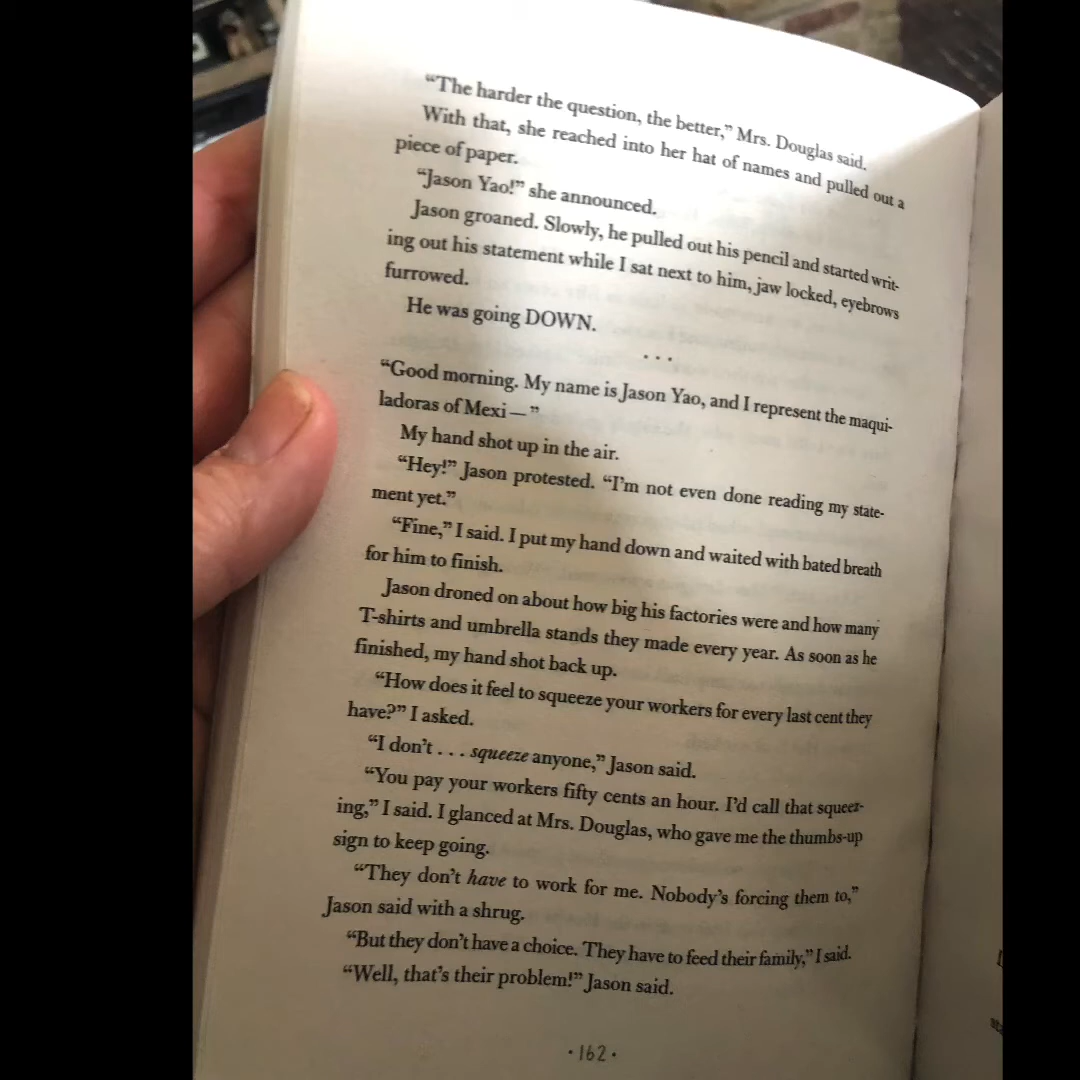 “The harder the question, the better,” Mrs. Douglas said.
With that, she reached into her hat of names and pulled out a
piece of paper.
“Jason Yao!” she announced.
Jason groaned. Slowly, he pulled out his pencil and started writ-
ing out his statement while I sat next to him, jaw locked, eyebrows
furrowed.
He was going DOWN.
. . .
“Good morning. My name is Jason Yao, and I represent the maqui-
ladoras of Mexi—”
My hand shot up in the air.
“Hey!” Jason protested. “I’m not even done reading my state-
ment yet.”
“Fine,” I said. I put my hand down and waited with bated breath
for him to finish.
Jason droned on about how big his factories were and how many
T-shirts and umbrella stands they made every year. As soon as he
finished, my hand shot back up.
“How does it feel to squeeze your workers for every last cent they
have?” I asked.
“I don’t . . . squeeze anyone,” Jason said.
“You pay your workers fifty cents an hour. I’d call that squeez-
ing,” I said. I glanced at Mrs. Douglas, who gave me the thumbs-up
sign to keep going.
“They don’t have to work for me. Nobody’s forcing them to,”
Jason said with a shrug.
“But they don’t have a choice. They have to feed their family,” I said.
“Well, that’s their problem!” Jason said.
·162·